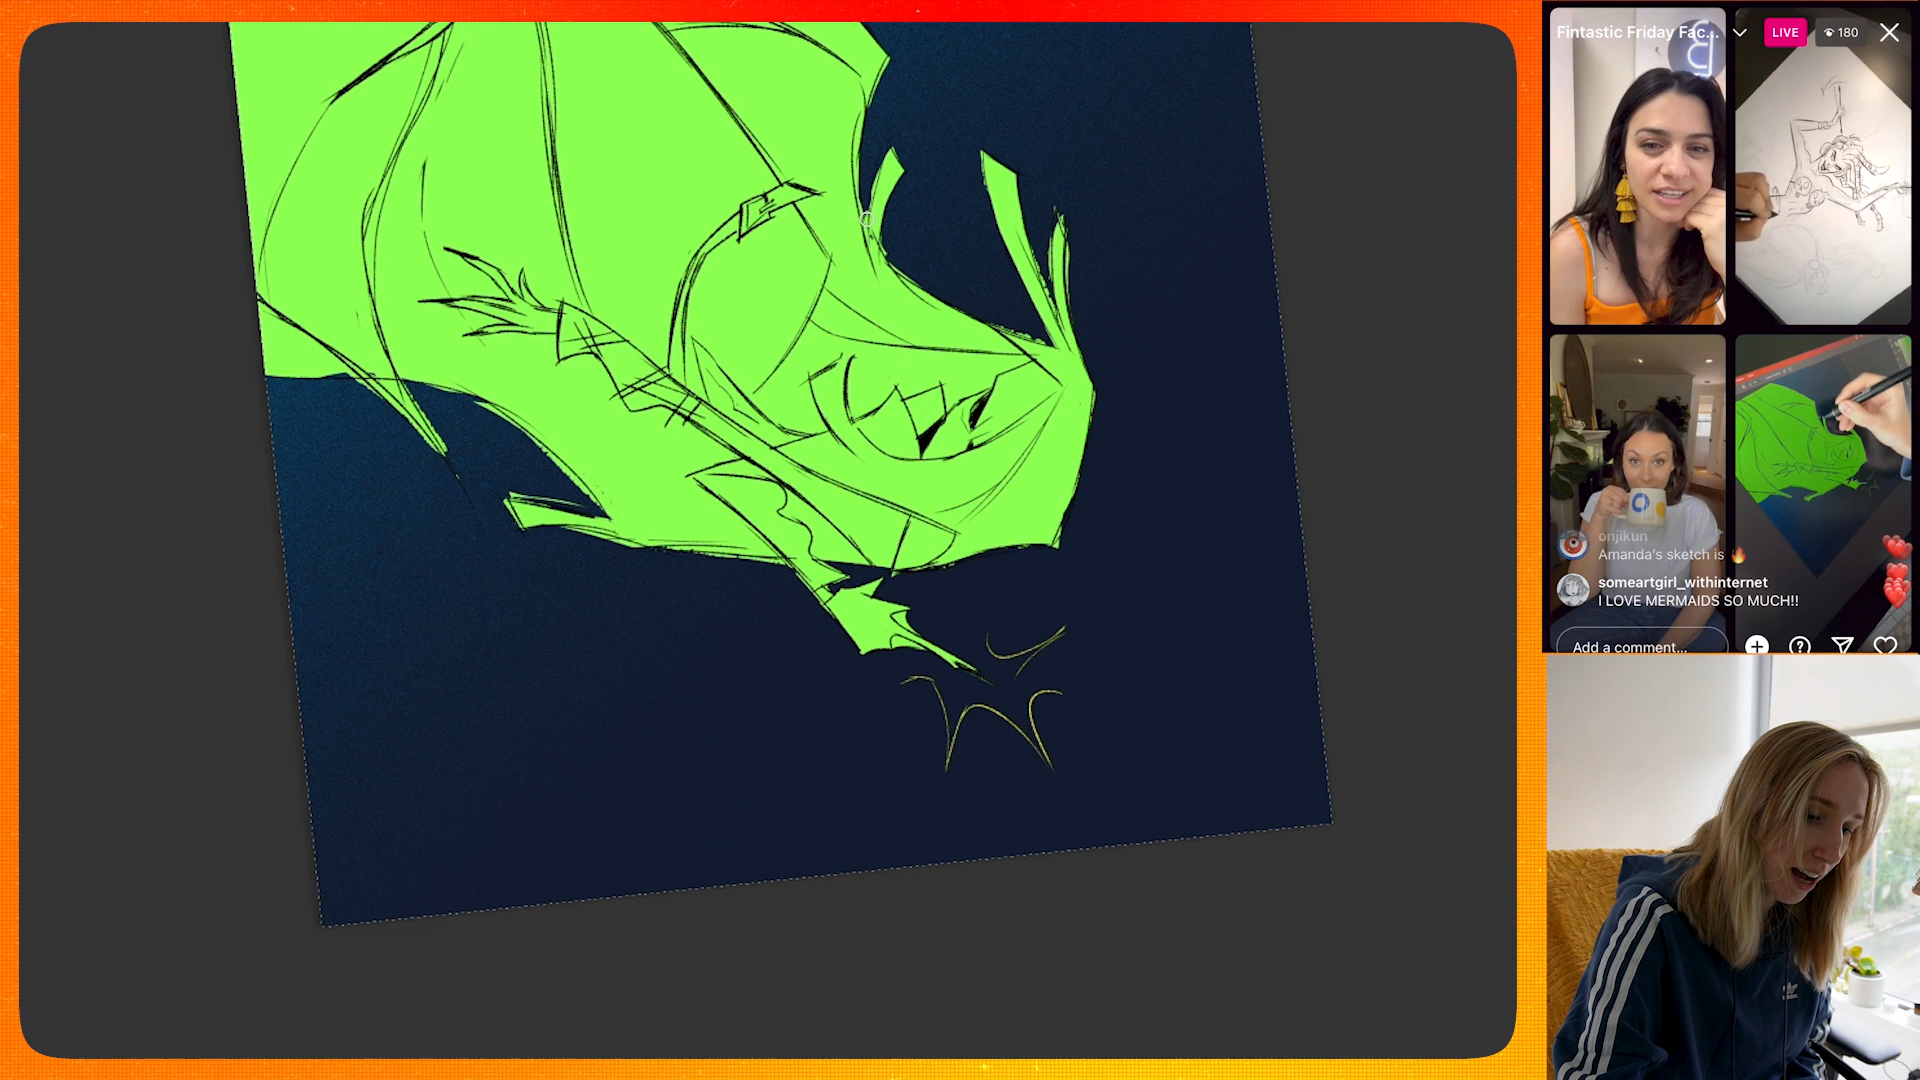 Fintastic Friday Fac...
LIVE
180
onjikun
Amanda's sketch is 🔥
someartgirl_withinternet
I LOVE MERMAIDS SO MUCH!!
Add a comment...